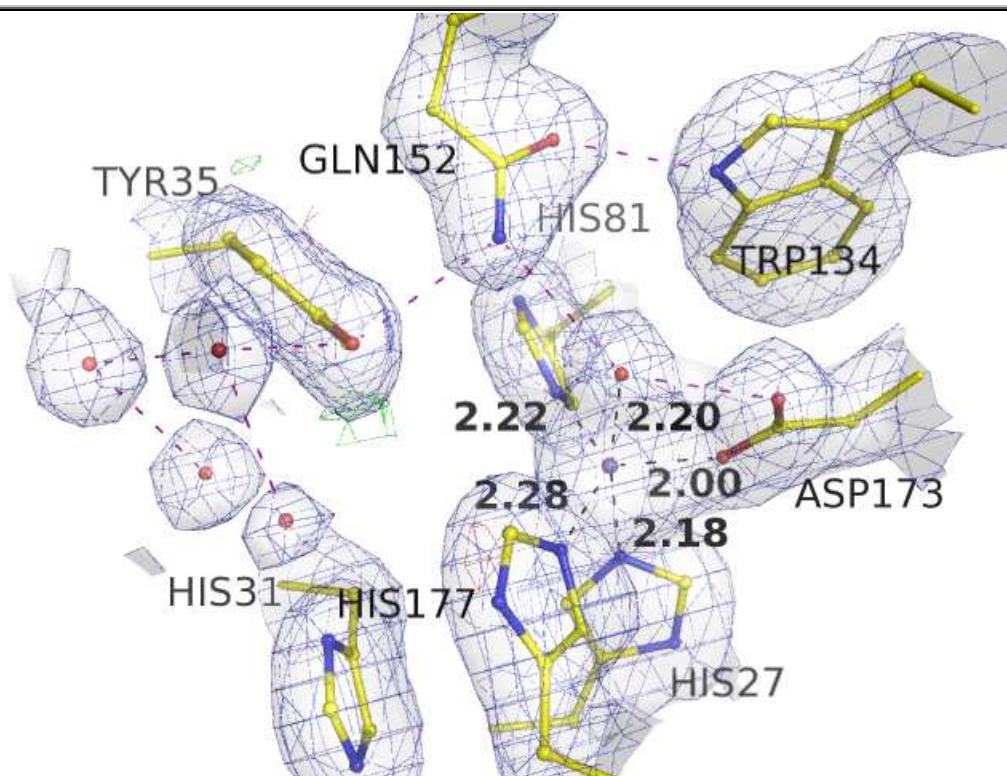 GLN152
TYR35
HIS81
TRP134
2.22
2.20
2.28
2.00
ASP173
2.18
HIS31
HIS177
HIS27